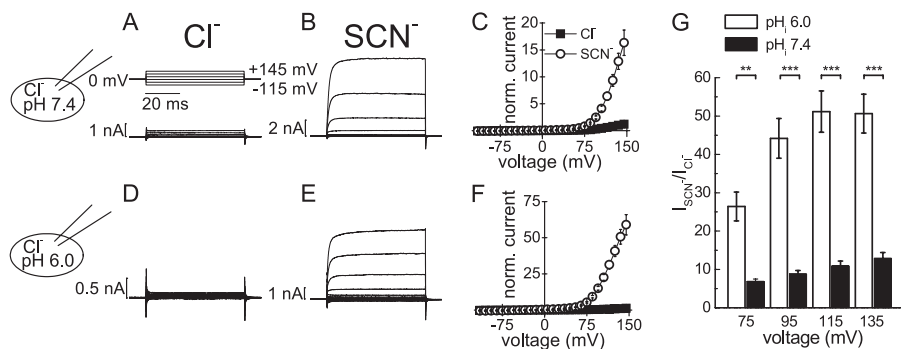 A
Cl⁻
B
SCN⁻
C
Cl⁻
pH 7.4
0 mV
+145 mV
-115 mV
20 ms
1 nA
2 nA
norm. current
20
15
10
5
0
Cl⁻
SCN⁻
-75
0
75
150
voltage (mV)
D
E
F
Cl⁻
pH 6.0
0.5 nA
1 nA
norm. current
75
50
25
-75
0
75
150
voltage (mV)
G
pHᵢ 6.0
pHᵢ 7.4
**
***
***
***
I_SCN⁻/I_Cl⁻
60
50
40
30
20
10
0
75
95
115
135
voltage (mV)